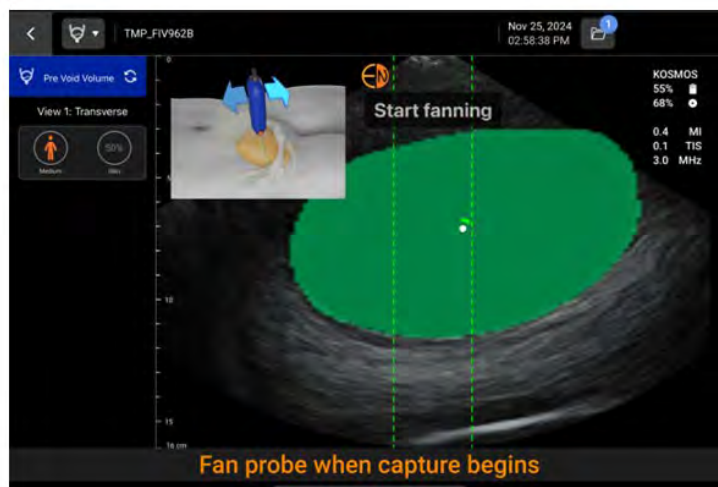 TMP_FIV962B
Nov 25, 2024
02:58:38 PM
1
Pre Void Volume
View 1: Transverse
Medium
50%
0
Start fanning
KOSMOS
55%
68%
0.4 MI
0.1 TIS
3.0 MHz
10
15
16 cm
Fan probe when capture begins